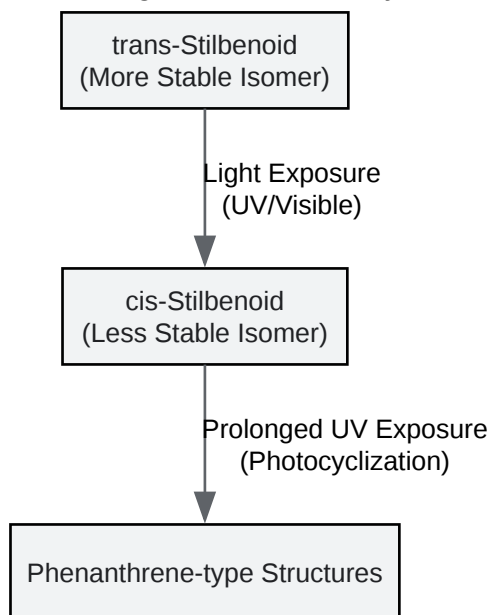 trans-Stilbenoid
(More Stable Isomer)
Light Exposure
(UV/Visible)
cis-Stilbenoid
(Less Stable Isomer)
Prolonged UV Exposure
(Photocyclization)
Phenanthrene-type Structures